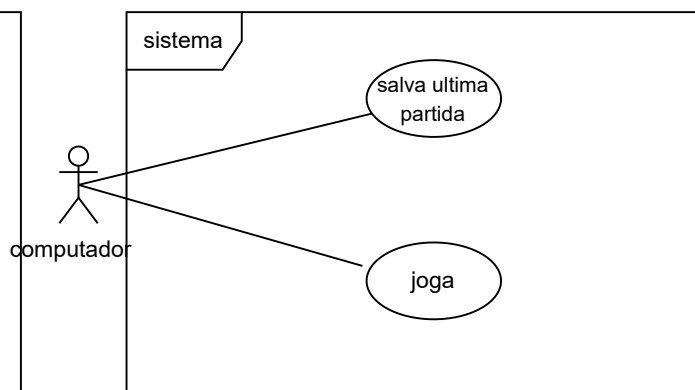 sistema
salva ultima
partida
computador
joga